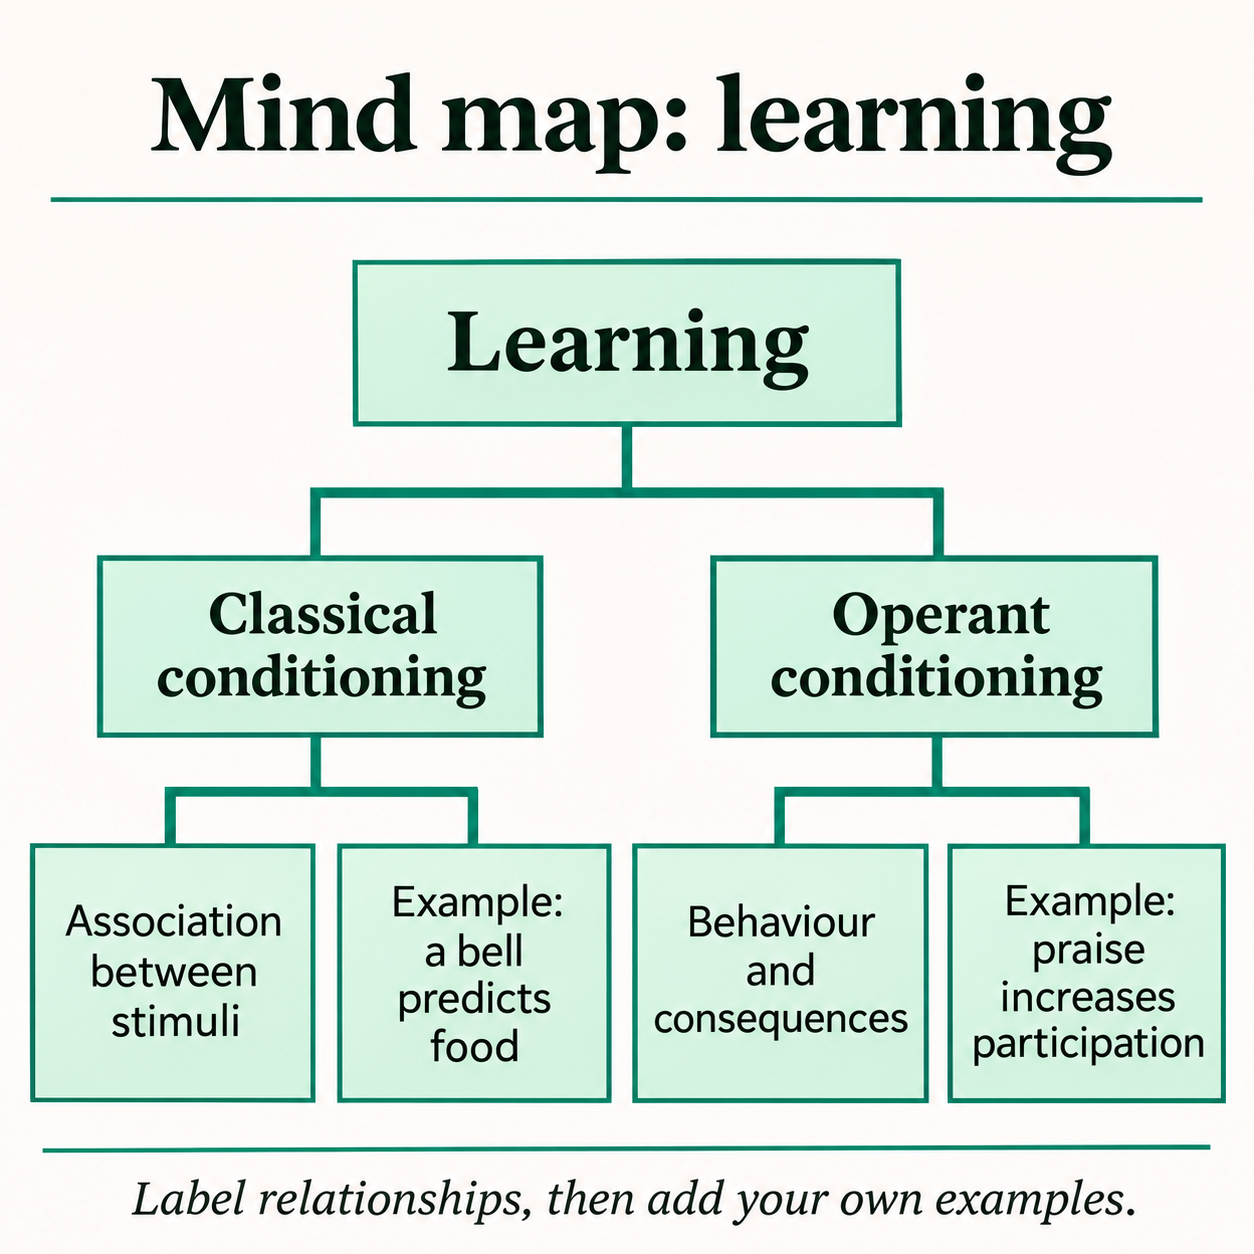 Mind map: learning
Learning
Classical
conditioning
Operant
conditioning
Association
between
stimuli
Example:
a bell
predicts
food
Behaviour
and
consequences
Example:
praise
increases
participation
Label relationships, then add your own examples.